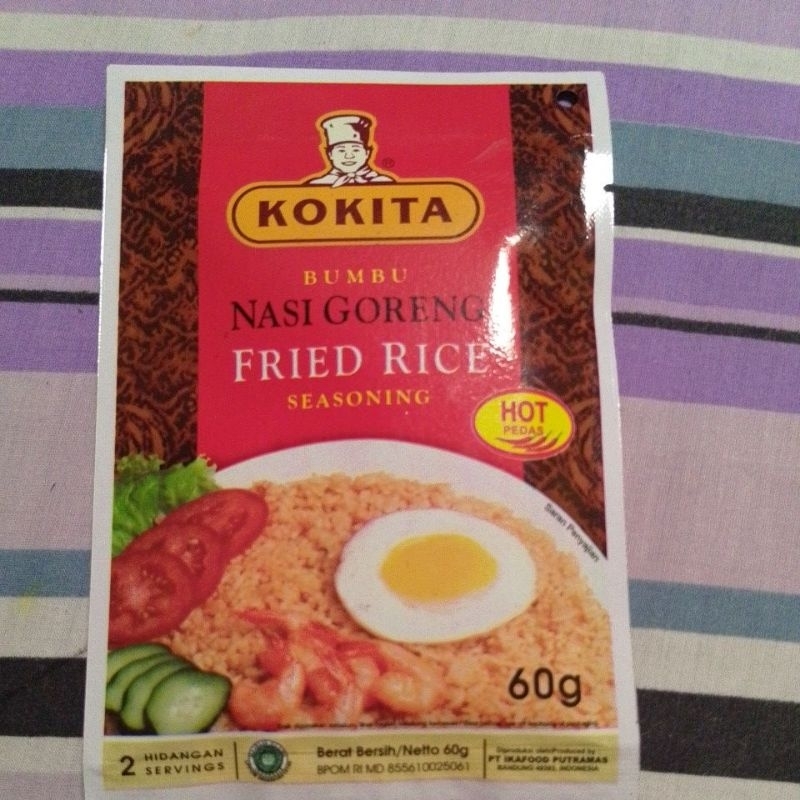 ®
KOKITA
BUMBU
NASI GORENG
FRIED RICE
SEASONING
HOT
PEDAS
Saran Penyajian
60g
2 HIDANGAN
SERVINGS
Berat Bersih/Netto 60g
BPOM RI MD 855610025061
Diproduksi oleh/Produced by
PT IKAFOOD PUTRAMAS
BANDUNG 40393, INDONESIA